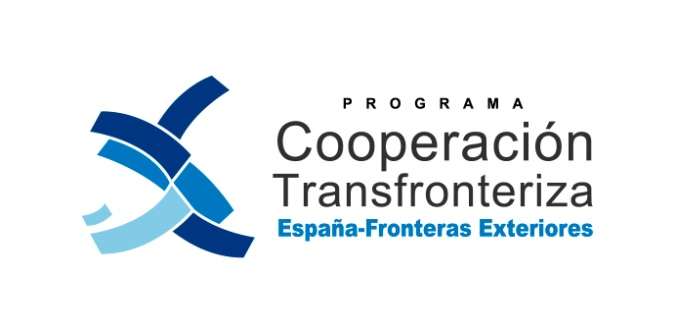 PROGRAMA
Cooperación
Transfronteriza
España-Fronteras Exteriores